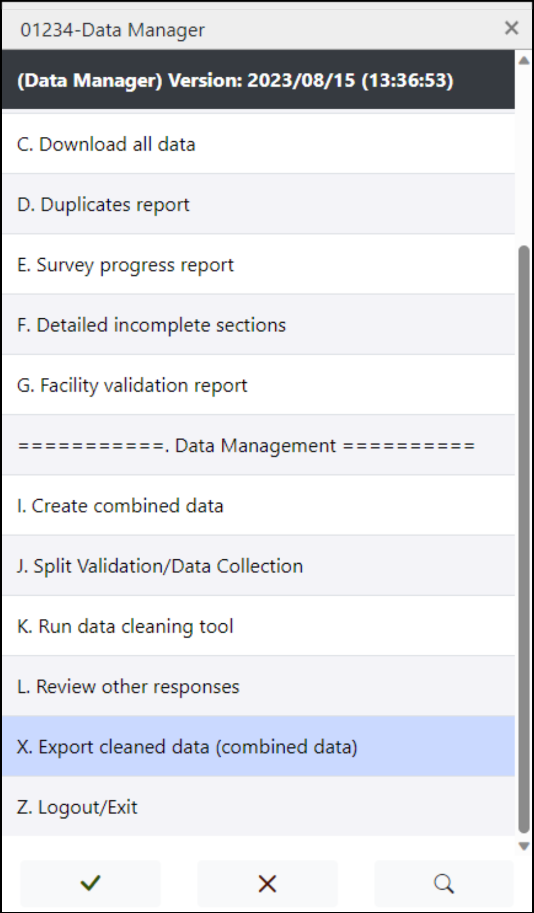 01234-Data Manager
(Data Manager) Version: 2023/08/15 (13:36:53)
C. Download all data
D. Duplicates report
E. Survey progress report
F. Detailed incomplete sections
G. Facility validation report
===========. Data Management ==========
I. Create combined data
J. Split Validation/Data Collection
K. Run data cleaning tool
L. Review other responses
X. Export cleaned data (combined data)
Z. Logout/Exit